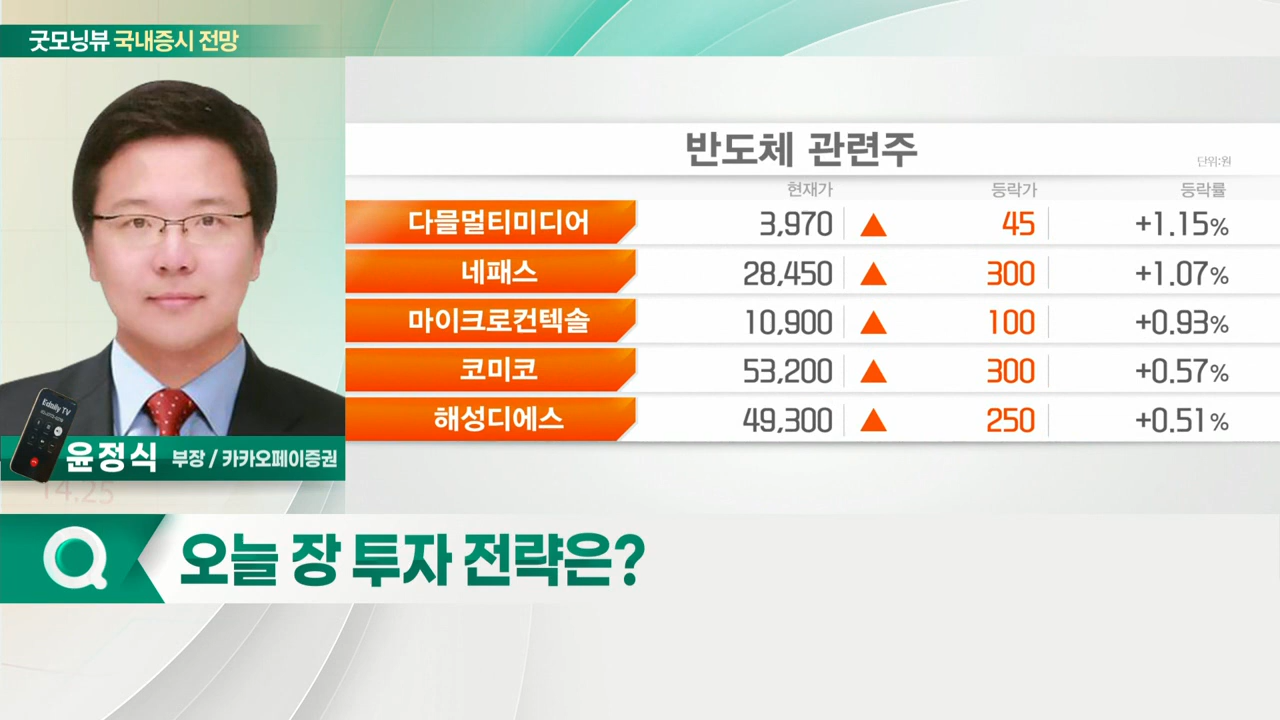 굿모닝뷰 국내증시 전망
반도체 관련주
단위:원
현재가 등락가 등락률
다믈멀티미디어 3,970 ▲ 45 +1.15%
네패스 28,450 ▲ 300 +1.07%
마이크로컨텍솔 10,900 ▲ 100 +0.93%
코미코 53,200 ▲ 300 +0.57%
해성디에스 49,300 ▲ 250 +0.51%
Edaily TV
윤정식 부장 / 카카오페이증권
14.25
오늘 장 투자 전략은?